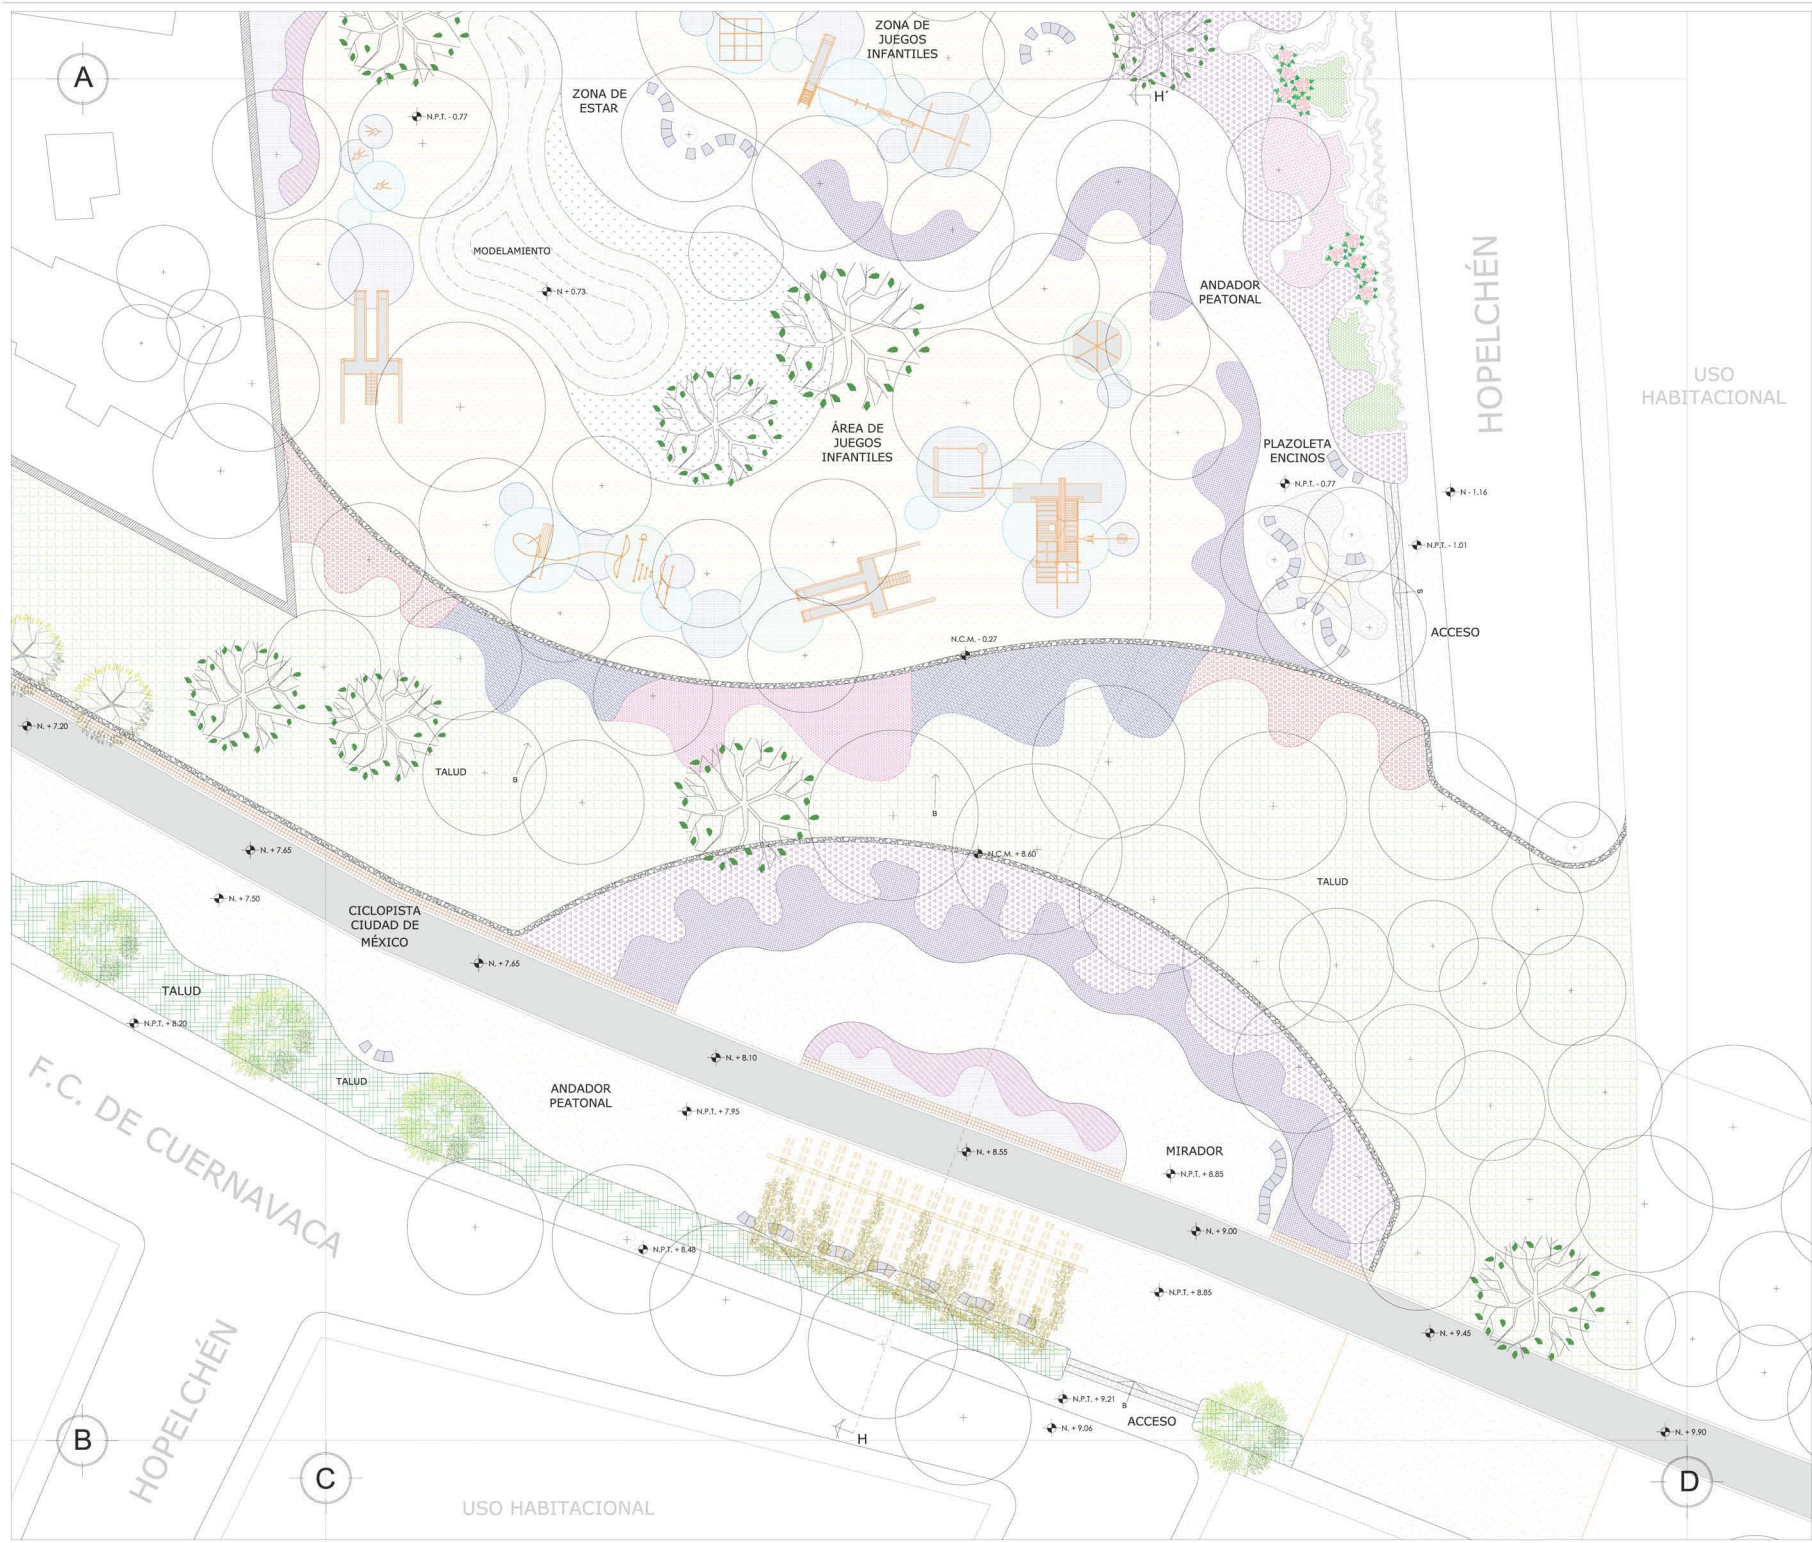 A
ZONA DE
JUEGOS
INFANTILES
ZONA DE
ESTAR
H´
N.P.T. - 0.77
MODELAMIENTO
N + 0.73
ANDADOR
PEATONAL
HOPELCHÉN
USO
HABITACIONAL
ÁREA DE
JUEGOS
INFANTILES
PLAZOLETA
ENCINOS
N.P.T. - 0.77
N - 1.16
N.P.T. - 1.01
S
ACCESO
N.C.M. - 0.27
N. + 7.20
TALUD
B
B
N. + 7.65
N.C.M. + 8.60
TALUD
N. + 7.50
CICLOPISTA
CIUDAD DE
MÉXICO
N. + 7.65
TALUD
N.P.T. + 8.20
N. + 8.10
F.C. DE CUERNAVACA
TALUD
ANDADOR
PEATONAL
N.P.T. + 7.95
N. + 8.55
MIRADOR
N.P.T. + 8.85
N. + 9.00
N.P.T. + 8.48
N.P.T. + 8.85
N. + 9.45
HOPELCHÉN
N.P.T. + 9.21
B
ACCESO
N. + 9.06
H
N. + 9.90
B
C
D
USO HABITACIONAL